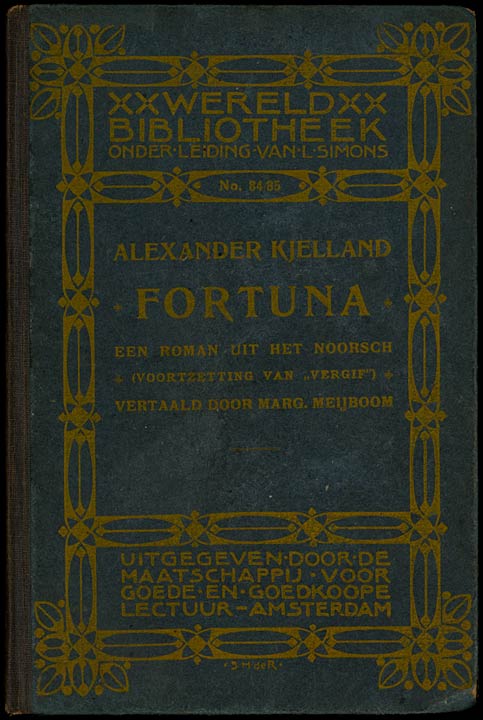 XXWERELDXX
BIBLIOTHEEK
ONDER·LEIDING·VAN·L·SIMONS
No. 84/85
ALEXANDER KJELLAND
FORTUNA
EEN ROMAN UIT HET NOORSCH
(VOORTZETTING VAN „VERGIF”)
VERTAALD DOOR MARG. MEIJBOOM
UITGEGEVEN·DOOR·DE
MAATSCHAPPIJ·VOOR
GOEDE·EN·GOEDKOOPE
LECTUUR–AMSTERDAM
·S·H·deR·